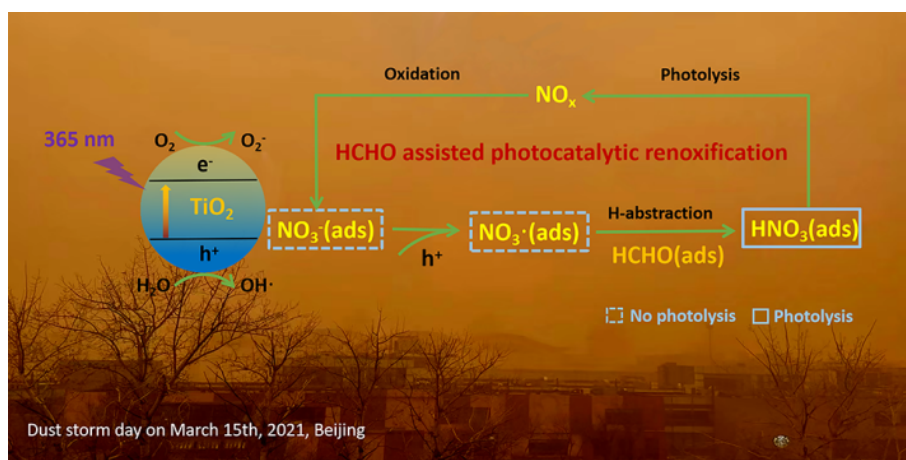 Oxidation
Photolysis
NOₓ
365 nm
O₂ O₂⁻
HCHO assisted photocatalytic renoxification
e⁻
TiO₂
NO₃⁻(ads)
NO₃·(ads)
H-abstraction
HNO₃(ads)
h⁺
h⁺
HCHO(ads)
H₂O OH·
No photolysis
Photolysis
Dust storm day on March 15th, 2021, Beijing